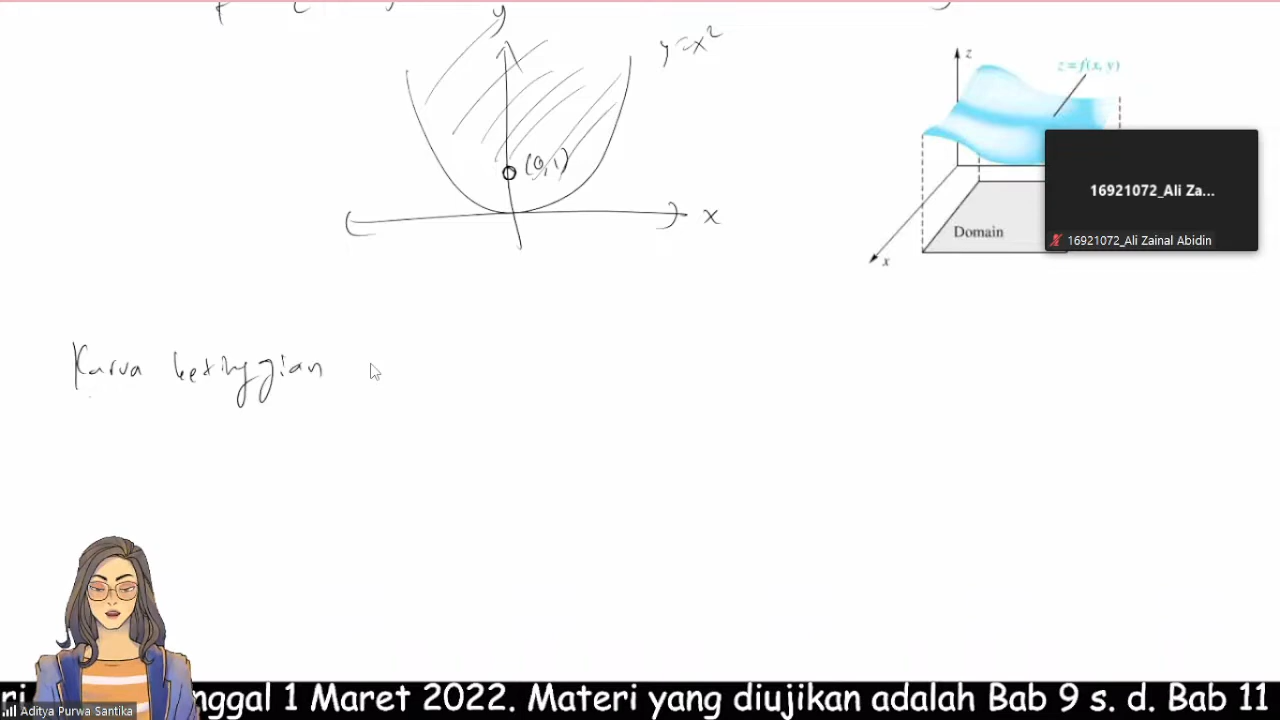 y
y=x²
(0,1)
x
z
z=f(x, y)
Domain
x
16921072_Ali Za...
16921072_Ali Zainal Abidin
Kurva ketinggian
nggal 1 Maret 2022. Materi yang diujikan adalah Bab 9 s. d. Bab 11
Aditya Purwa Santika